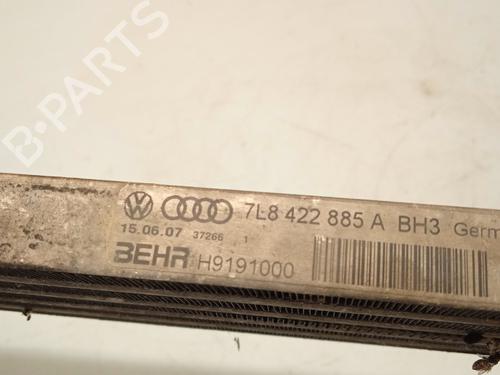 7L8 422 885 A BH3 Germ
15.06.07 37266 1
BEHR H9191000
B-PARTS